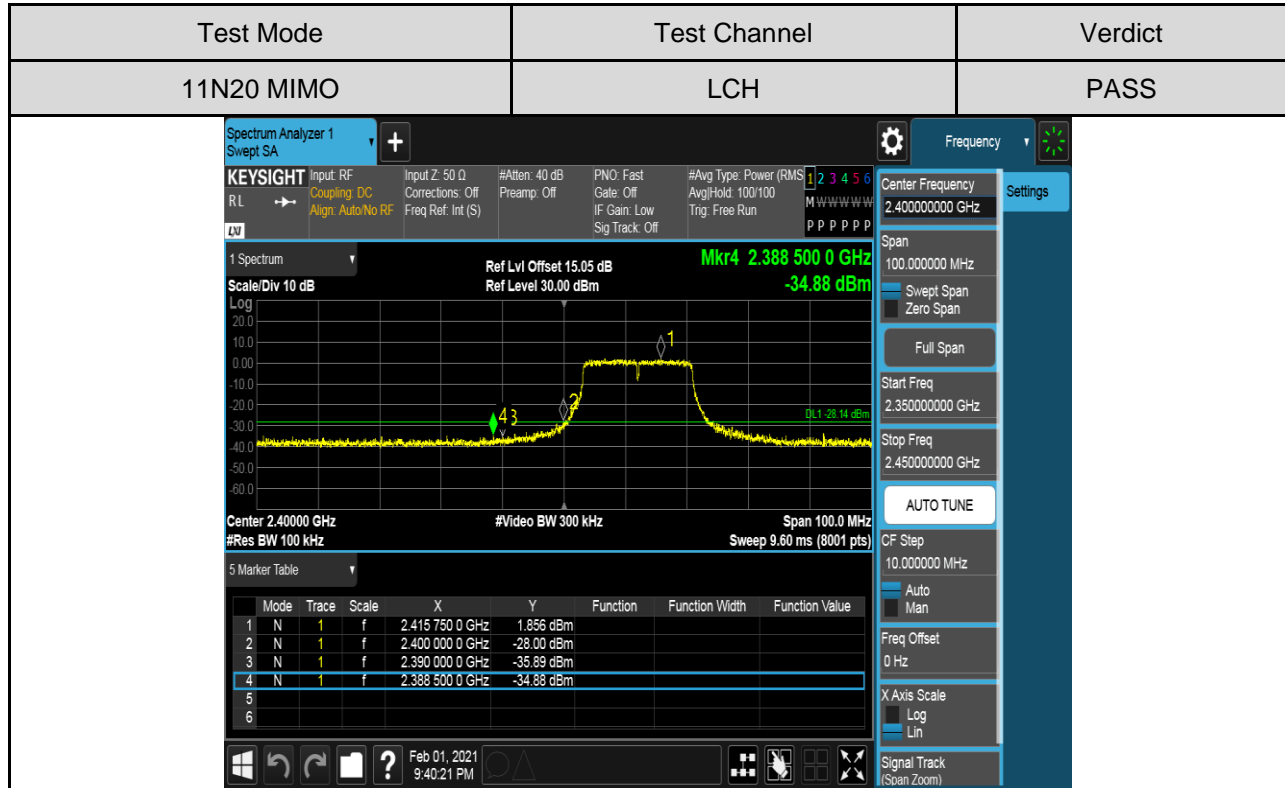 Test Mode Test Channel Verdict
11N20 MIMO LCH PASS
Spectrum Analyzer 1
Swept SA
+
Frequency
KEYSIGHT
RL
LXI
Input: RF
Coupling: DC
Align: Auto/No RF
Input Z: 50 Ω
Corrections: Off
Freq Ref: Int (S)
#Atten: 40 dB
Preamp: Off
PNO: Fast
Gate: Off
IF Gain: Low
Sig Track: Off
#Avg Type: Power (RMS
Avg|Hold: 100/100
Trig: Free Run
1 2 3 4 5 6
M W W W W W
P P P P P P
1 Spectrum
Scale/Div 10 dB
Ref Lvl Offset 15.05 dB
Ref Level 30.00 dBm
Mkr4 2.388 500 0 GHz
-34.88 dBm
Log
20.0
10.0
0.00
-10.0
-20.0
-30.0
-40.0
-50.0
-60.0
1
2
4 3
DL1 -28.14 dBm
Center 2.40000 GHz #Video BW 300 kHz Span 100.0 MHz
#Res BW 100 kHz Sweep 9.60 ms (8001 pts)
5 Marker Table
Mode Trace Scale X Y Function Function Width Function Value
1 N 1 f 2.415 750 0 GHz 1.856 dBm
2 N 1 f 2.400 000 0 GHz -28.00 dBm
3 N 1 f 2.390 000 0 GHz -35.89 dBm
4 N 1 f 2.388 500 0 GHz -34.88 dBm
5
6
?
Feb 01, 2021
9:40:21 PM
Center Frequency
2.400000000 GHz
Settings
Span
100.000000 MHz
Swept Span
Zero Span
Full Span
Start Freq
2.350000000 GHz
Stop Freq
2.450000000 GHz
AUTO TUNE
CF Step
10.000000 MHz
Auto
Man
Freq Offset
0 Hz
X Axis Scale
Log
Lin
Signal Track
(Span Zoom)